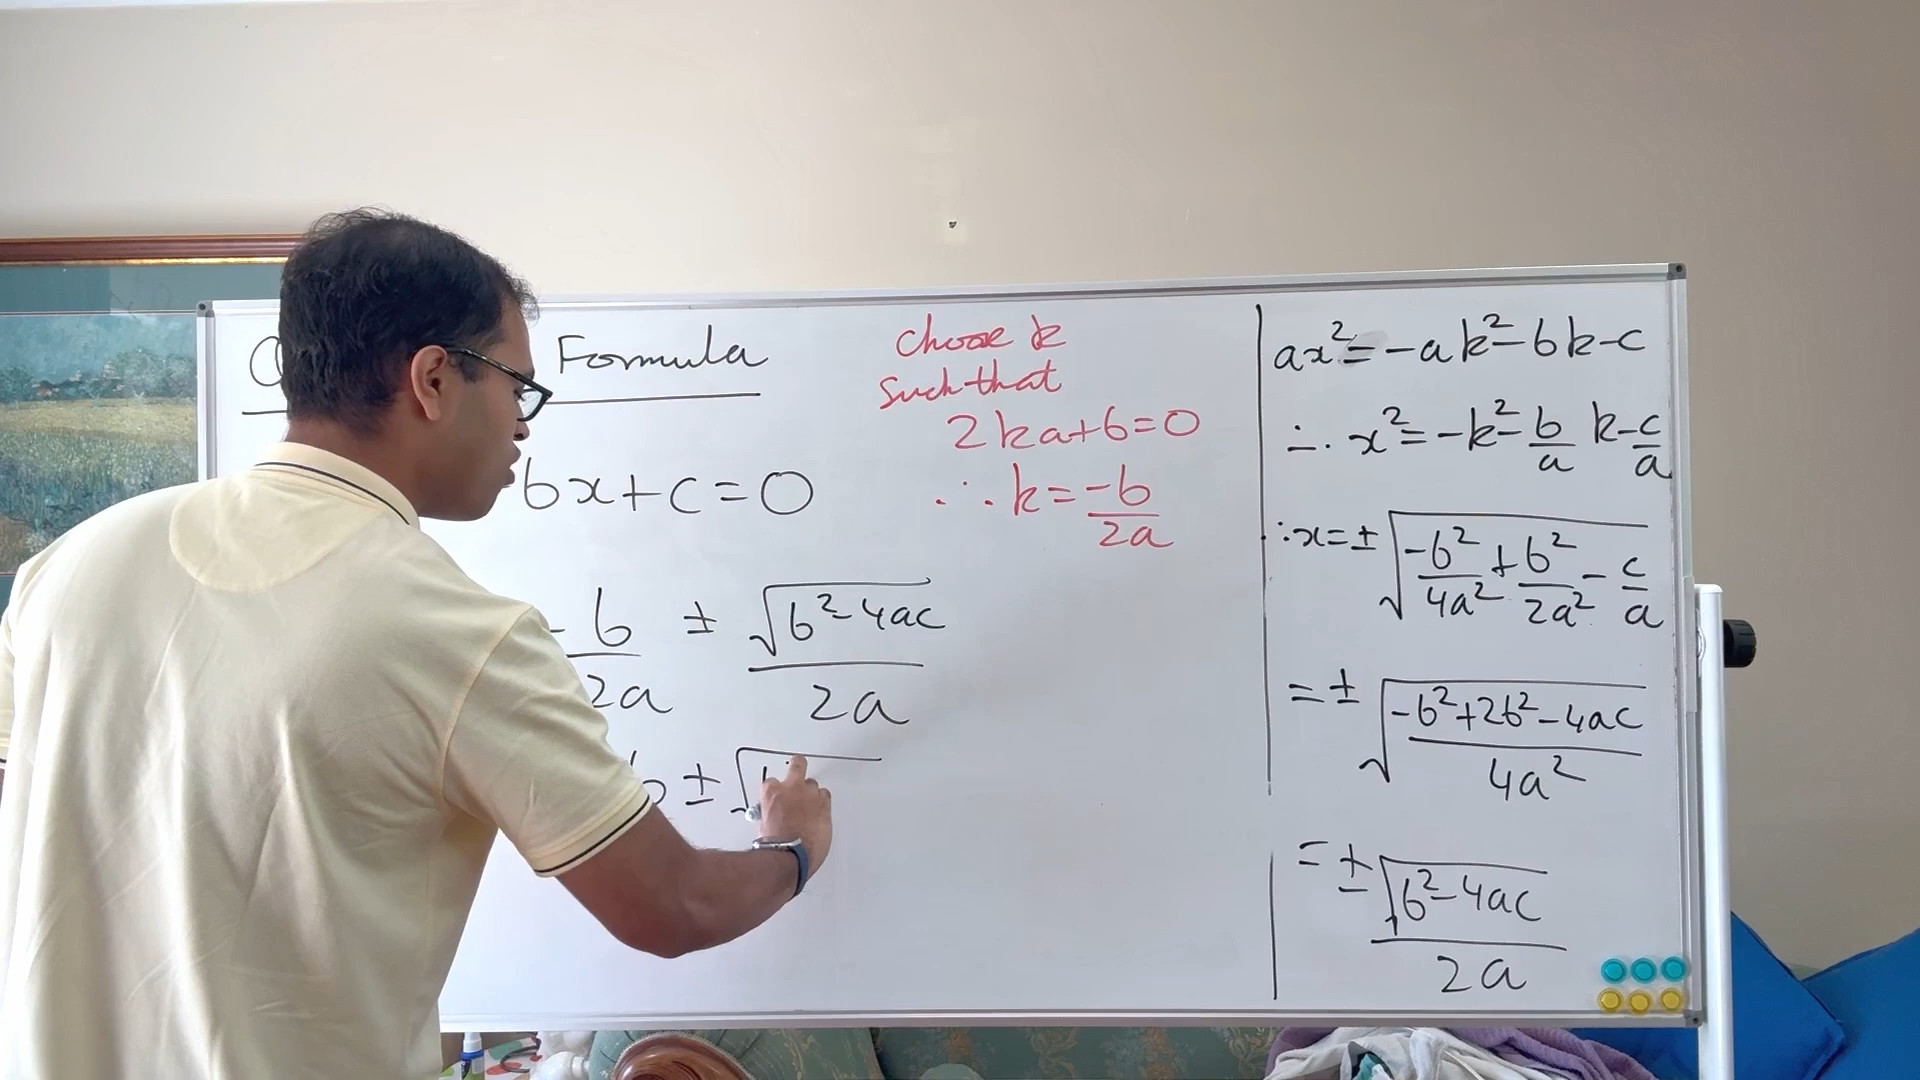 Formula
bx+c=0
-b/2a ± √(b²-4ac)/2a
b ± √
choose k
such that
2ka+b=0
∴ k=-b/2a
ax²=-ak²-bk-c
∴ x²=-k²-b/a k-c/a
∴x=±√(-b²/4a²+b²/2a²-c/a)
=±√((-b²+2b²-4ac)/4a²)
=±√(b²-4ac)/2a